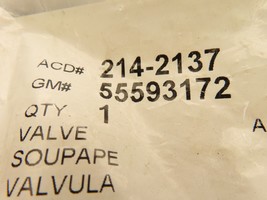 ACD# 214-2137
GM# 55593172
QTY 1
VALVE
SOUPAPE
VALVULA
A